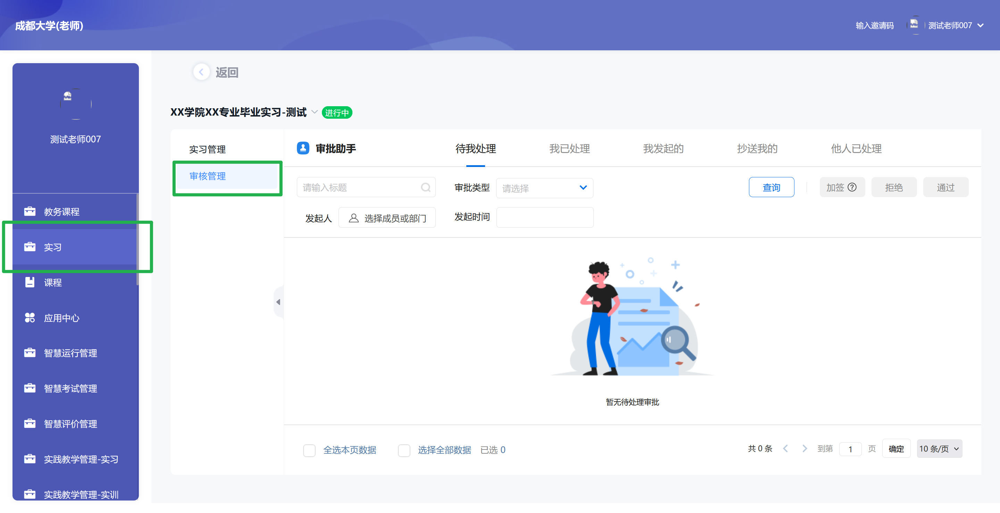 成都大学(老师)
输入邀请码
测试老师007
返回
测试老师007
XX学院XX专业毕业实习-测试
进行中
实习管理
审核管理
审批助手
待我处理
我已处理
我发起的
抄送我的
他人已处理
请输入标题
审批类型
请选择
查询
加签
拒绝
通过
发起人
选择成员或部门
发起时间
教务课程
实习
课程
应用中心
智慧运行管理
智慧考试管理
智慧评价管理
实践教学管理-实习
实践教学管理-实训
暂无待处理审批
全选本页数据
选择全部数据
已选 0
共 0 条
到第
1
页
确定
10 条/页